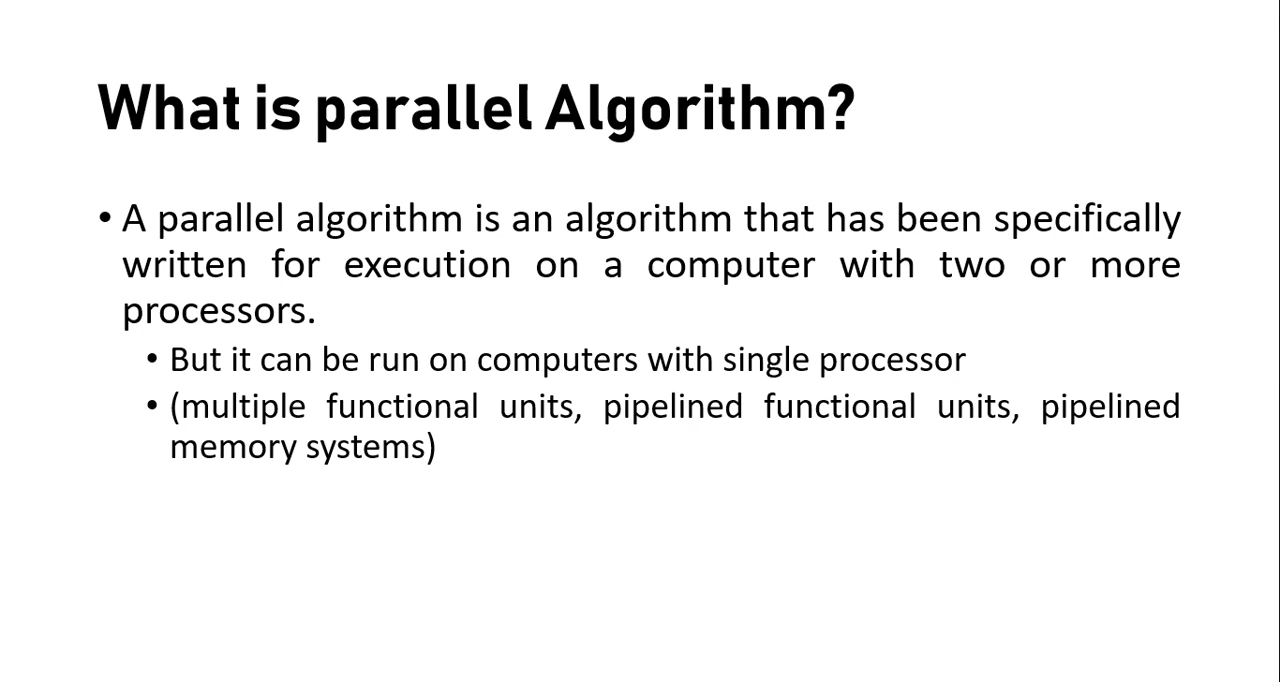 What is parallel Algorithm?
• A parallel algorithm is an algorithm that has been specifically
written for execution on a computer with two or more
processors.
• But it can be run on computers with single processor
• (multiple functional units, pipelined functional units, pipelined
memory systems)